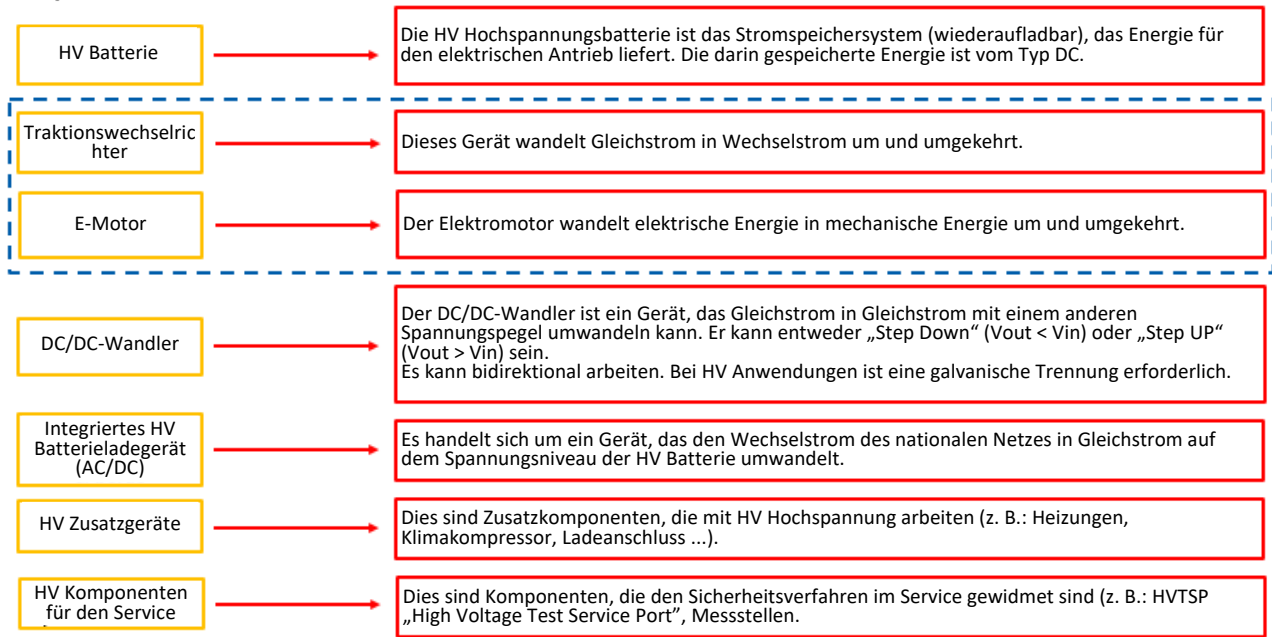 HV Batterie
Die HV Hochspannungsbatterie ist das Stromspeichersystem (wiederaufladbar), das Energie für
den elektrischen Antrieb liefert. Die darin gespeicherte Energie ist vom Typ DC.
Traktionswechselric
hter
Dieses Gerät wandelt Gleichstrom in Wechselstrom um und umgekehrt.
E-Motor
Der Elektromotor wandelt elektrische Energie in mechanische Energie um und umgekehrt.
DC/DC-Wandler
Der DC/DC-Wandler ist ein Gerät, das Gleichstrom in Gleichstrom mit einem anderen
Spannungspegel umwandeln kann. Er kann entweder „Step Down“ (Vout < Vin) oder „Step UP“
(Vout > Vin) sein.
Es kann bidirektional arbeiten. Bei HV Anwendungen ist eine galvanische Trennung erforderlich.
Integriertes HV
Batterieladegerät
(AC/DC)
Es handelt sich um ein Gerät, das den Wechselstrom des nationalen Netzes in Gleichstrom auf
dem Spannungsniveau der HV Batterie umwandelt.
HV Zusatzgeräte
Dies sind Zusatzkomponenten, die mit HV Hochspannung arbeiten (z. B.: Heizungen,
Klimakompressor, Ladeanschluss ...).
HV Komponenten
für den Service
Dies sind Komponenten, die den Sicherheitsverfahren im Service gewidmet sind (z. B.: HVTSP
„High Voltage Test Service Port”, Messstellen.